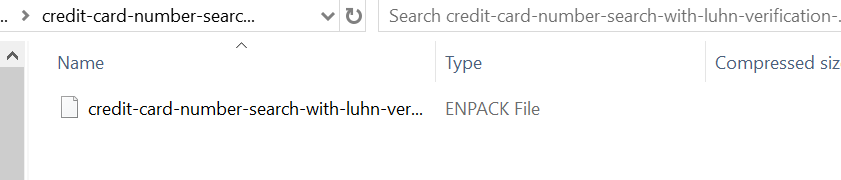 .. > credit-card-number-searc... Search credit-card-number-search-with-luhn-verification-...
Name Type Compressed siz
credit-card-number-search-with-luhn-ver... ENPACK File